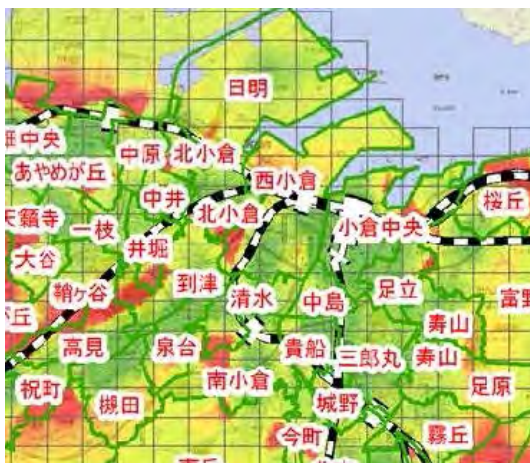 日明
中央
中原
北小倉
あやめが丘
西小倉
中井
北小倉
桜丘
天籟寺
一枝
小倉中央
井堀
大谷
到津
清水
中島
足立
鞘ヶ谷
富野
が丘
寿山
高見
泉台
貴船
三郎丸
寿山
祝町
南小倉
足原
槻田
城野
今町
霧丘